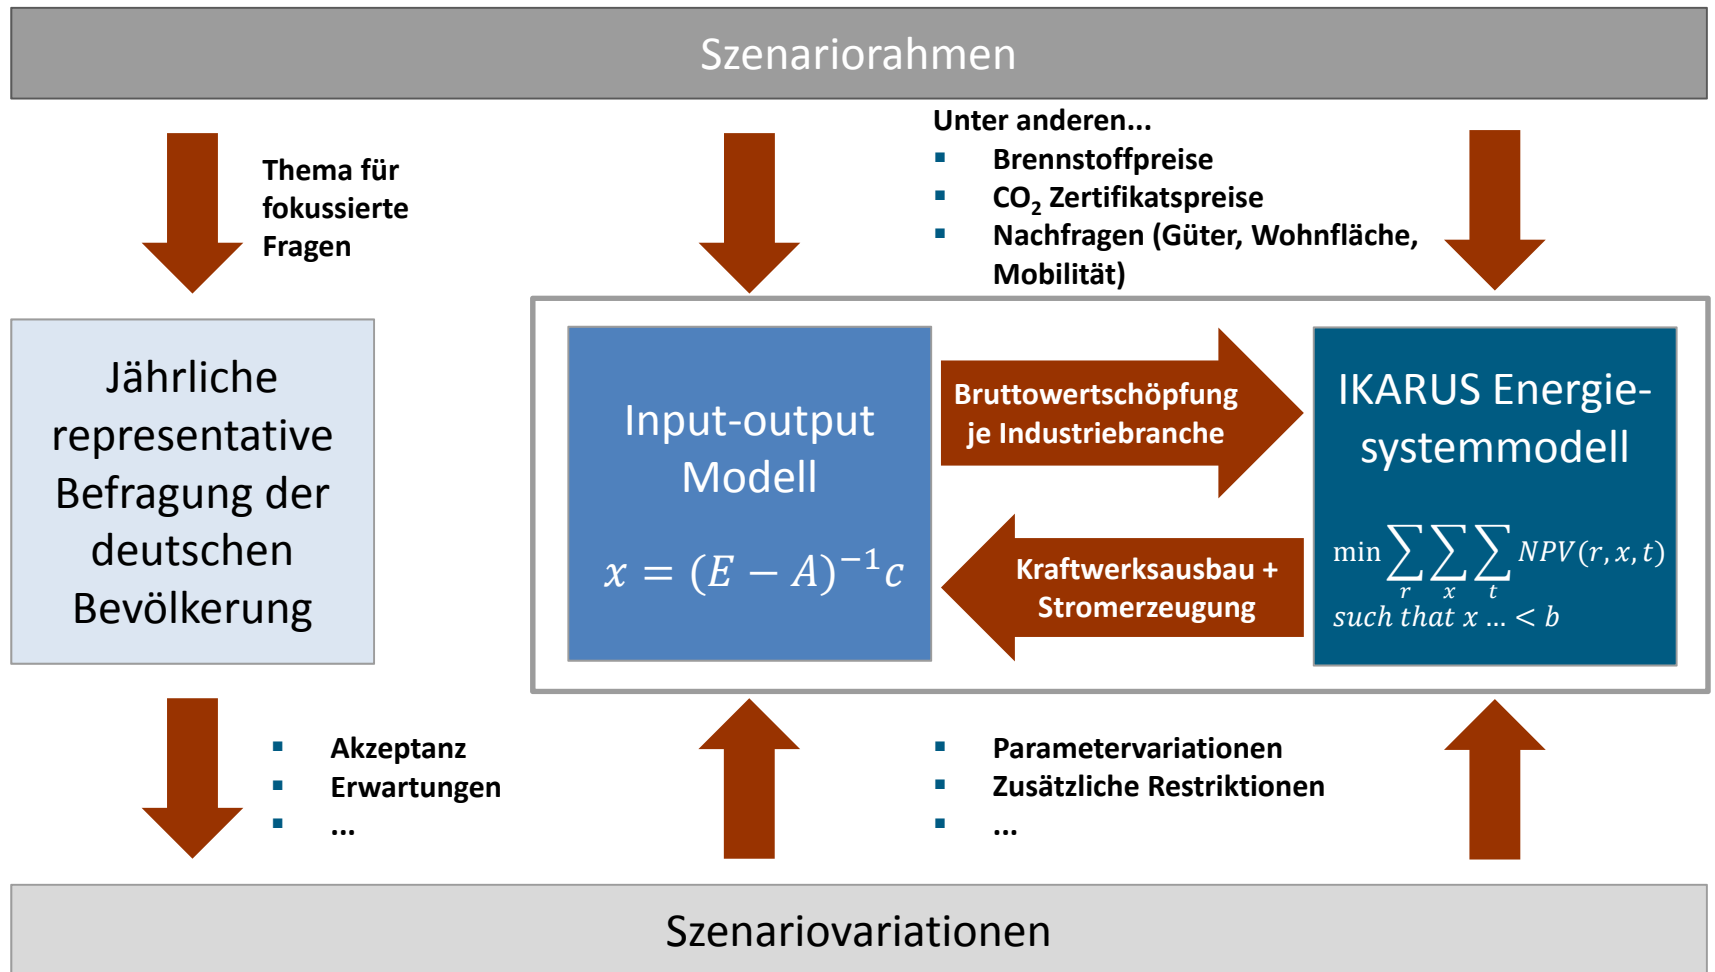 Szenariorahmen
Thema für
fokussierte
Fragen
Unter anderen...
▪ Brennstoffpreise
▪ CO₂ Zertifikatspreise
▪ Nachfragen (Güter, Wohnfläche,
Mobilität)
Jährliche
representative
Befragung der
deutschen
Bevölkerung
Input-output
Modell
x = (E − A)⁻¹c
Bruttowertschöpfung
je Industriebranche
Kraftwerksausbau +
Stromerzeugung
IKARUS Energie-
systemmodell
min ∑r ∑x ∑t NPV(r, x, t)
such that x ... < b
▪ Akzeptanz
▪ Erwartungen
▪ ...
▪ Parametervariationen
▪ Zusätzliche Restriktionen
▪ ...
Szenariovariationen